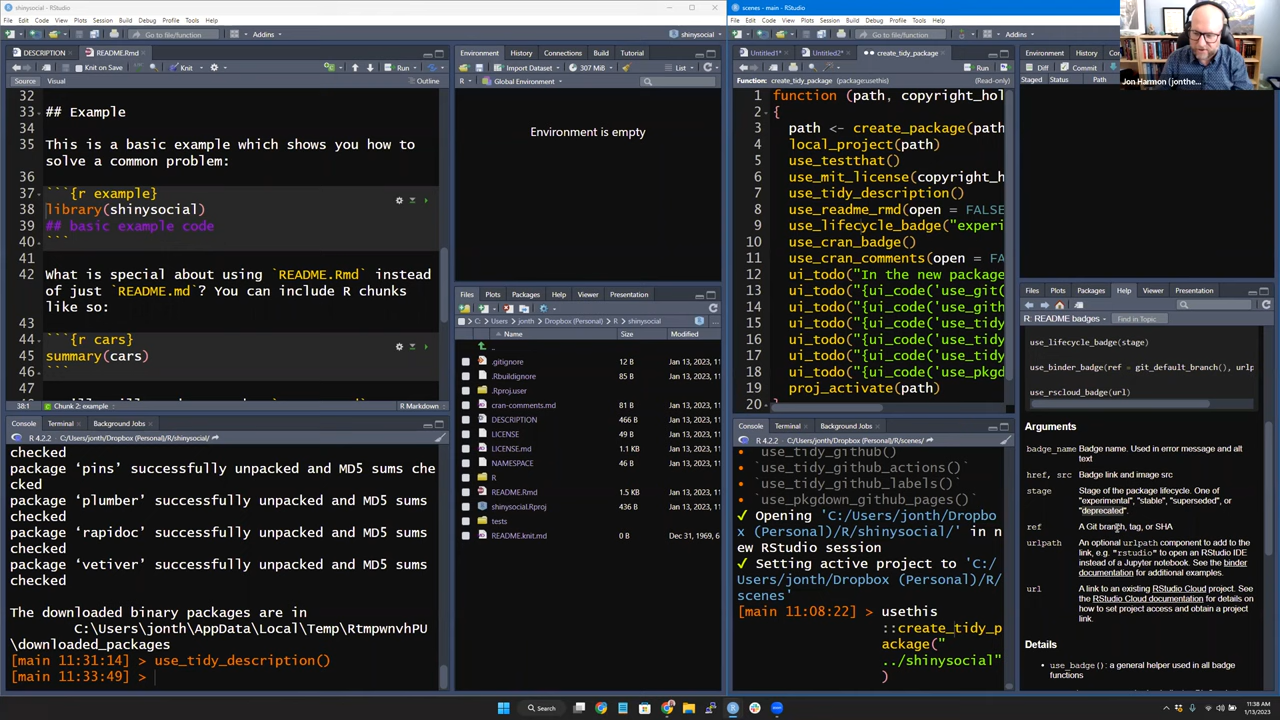 shinysocial - RStudio
File Edit Code View Plots Session Build Debug Profile Tools Help
Go to file/function Addins
shinysocial
DESCRIPTION README.Rmd
Knit on Save Knit Run
Source Visual Outline
32
33 ## Example
34
35 This is a basic example which shows you how to
solve a common problem:
36
37 ```{r example}
38 library(shinysocial)
39 ## basic example code
40 ```
41
42 What is special about using `README.Rmd` instead
of just `README.md`? You can include R chunks
like so:
43
44 ```{r cars}
45 summary(cars)
46 ```
47
38:1 Chunk 2: example R Markdown
Console Terminal Background Jobs
R 4.2.2 · C:/Users/jonth/Dropbox (Personal)/R/shinysocial/
checked
package ‘pins’ successfully unpacked and MD5 sums che
cked
package ‘plumber’ successfully unpacked and MD5 sums
checked
package ‘rapidoc’ successfully unpacked and MD5 sums
checked
package ‘vetiver’ successfully unpacked and MD5 sums
checked
The downloaded binary packages are in
C:\Users\jonth\AppData\Local\Temp\RtmpwnvhPU
\downloaded_packages
[main 11:31:14] > use_tidy_description()
[main 11:33:49] >
Environment History Connections Build Tutorial
Import Dataset 307 MiB List
R Global Environment
Environment is empty
Files Plots Packages Help Viewer Presentation
C: Users jonth Dropbox (Personal) R shinysocial
Name Size Modified
..
.gitignore 12 B Jan 13, 2023, 11
.Rbuildignore 85 B Jan 13, 2023, 11
.Rproj.user
cran-comments.md 81 B Jan 13, 2023, 11
DESCRIPTION 466 B Jan 13, 2023, 11
LICENSE 49 B Jan 13, 2023, 11
LICENSE.md 1 KB Jan 13, 2023, 11
NAMESPACE 46 B Jan 13, 2023, 11
R
README.Rmd 1.5 KB Jan 13, 2023, 11
shinysocial.Rproj 436 B Jan 13, 2023, 11
tests
README.knit.md 0 B Dec 31, 1969, 6
scenes - main - RStudio
File Edit Code View Plots Session Build Debug Profile Tools Help
Go to file/function Addins
Untitled1* Untitled2* create_tidy_package
Run
Function: create_tidy_package (package:usethis) (Read-only)
1 function (path, copyright_hol
2 {
3 path <- create_package(path
4 local_project(path)
5 use_testthat()
6 use_mit_license(copyright_h
7 use_tidy_description()
8 use_readme_rmd(open = FALSE
9 use_lifecycle_badge("experi
10 use_cran_badge()
11 use_cran_comments(open = FA
12 ui_todo("In the new package
13 ui_todo("{ui_code('use_git(
14 ui_todo("{ui_code('use_gith
15 ui_todo("{ui_code('use_tidy
16 ui_todo("{ui_code('use_tidy
17 ui_todo("{ui_code('use_tidy
18 ui_todo("{ui_code('use_pkgd
19 proj_activate(path)
20
Console Terminal Background Jobs
R 4.2.2 · C:/Users/jonth/Dropbox (Personal)/R/scenes/
• `use_tidy_github()
• `use_tidy_github_actions()`
• `use_tidy_github_labels()`
• `use_pkgdown_github_pages()`
✔ Opening 'C:/Users/jonth/Dropbo
x (Personal)/R/shinysocial/' in n
ew RStudio session
✔ Setting active project to 'C:/
Users/jonth/Dropbox (Personal)/R/
scenes'
[main 11:08:22] > usethis
::create_tidy_p
ackage("
../shinysocial"
)
Environment History
Diff Commit
Staged Status Path
Jon Harmon (jonthe
Files Plots Packages Help Viewer Presentation
R: README badges Find in Topic
use_lifecycle_badge(stage)
use_binder_badge(ref = git_default_branch(), urlp
use_rscloud_badge(url)
Arguments
badge_name Badge name. Used in error message and alt
text
href, src Badge link and image src
stage Stage of the package lifecycle. One of
"experimental", "stable", "superseded", or
"deprecated".
ref A Git branch, tag, or SHA
urlpath An optional urlpath component to add to the
link, e.g. "rstudio" to open an RStudio IDE
instead of a Jupyter notebook. See the binder
documentation for additional examples.
url A link to an existing RStudio Cloud project. See
the RStudio Cloud documentation for details on
how to set project access and obtain a project
link.
Details
• use_badge(): a general helper used in all badge
functions
Search
11:38 AM
1/13/2023